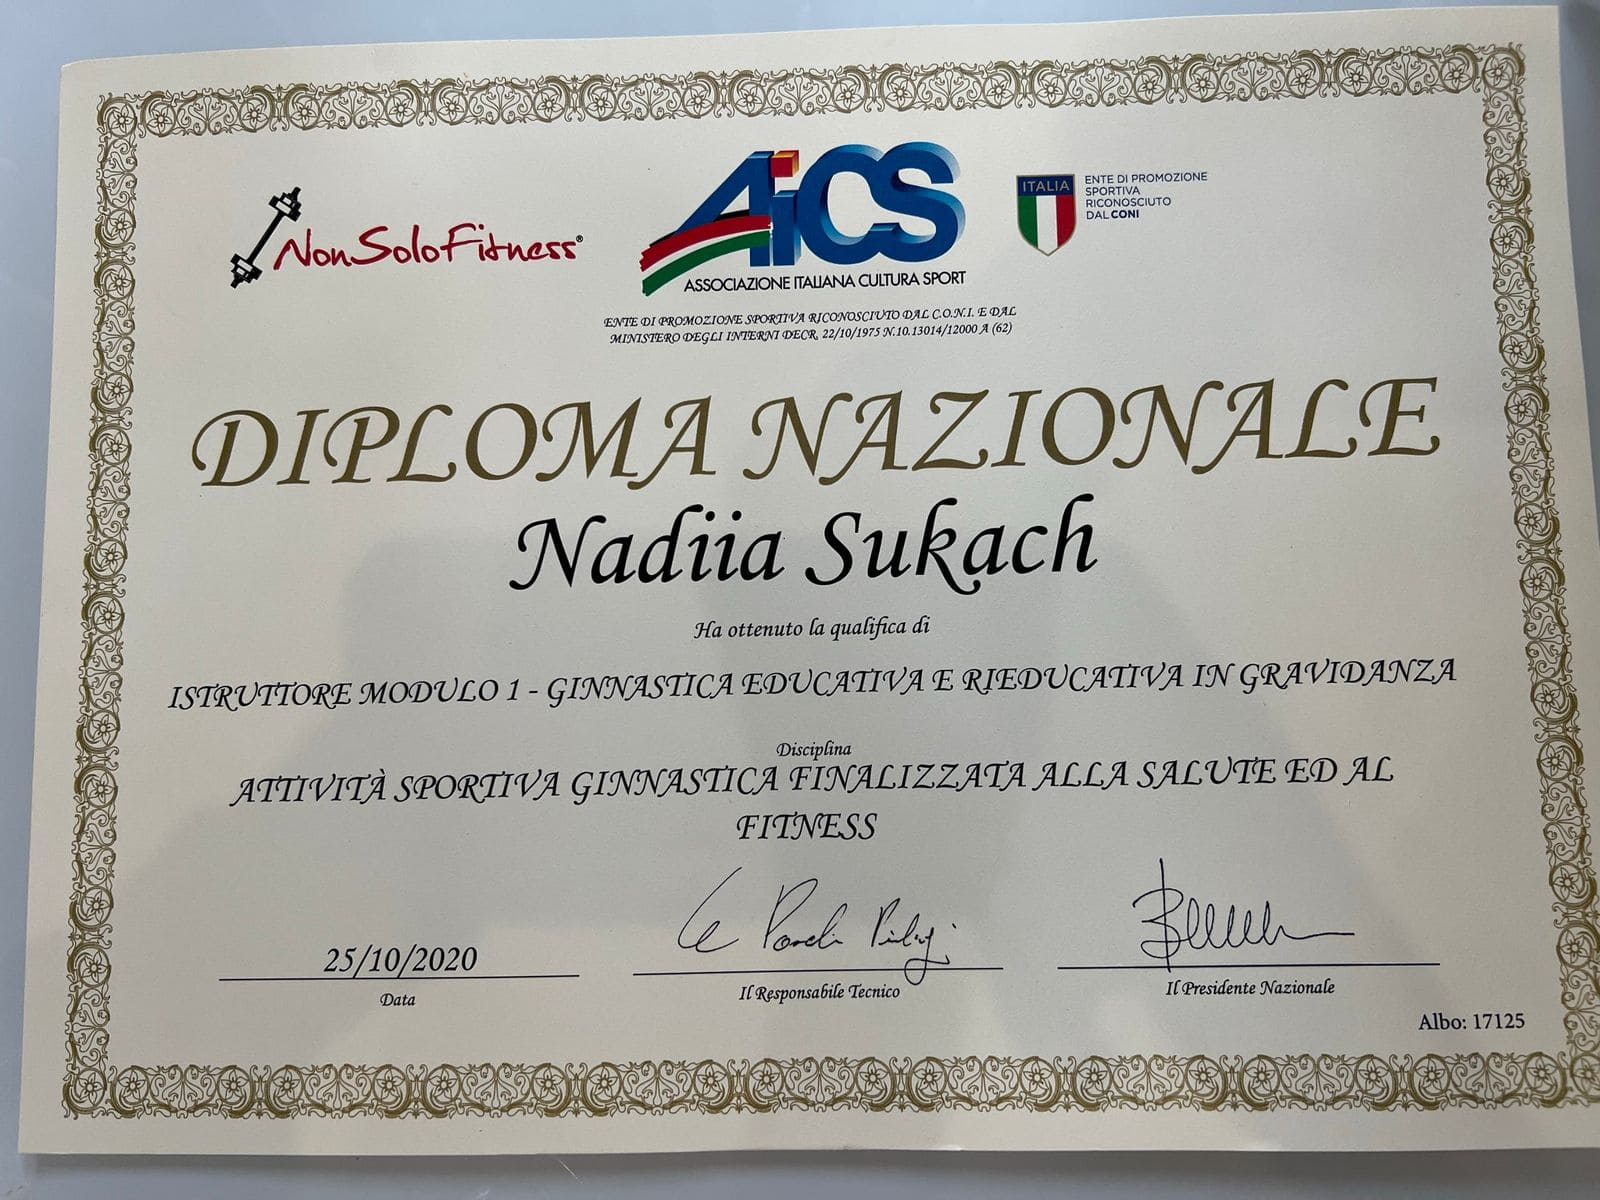 NonSoloFitness®
AiCS
ASSOCIAZIONE ITALIANA CULTURA SPORT
ITALIA
ENTE DI PROMOZIONE
SPORTIVA
RICONOSCIUTO
DAL CONI
ENTE DI PROMOZIONE SPORTIVA RICONOSCIUTO DAL C.O.N.I. E DAL
MINISTERO DEGLI INTERNI DECR. 22/10/1975 N.10.13014/12000 A (62)
DIPLOMA NAZIONALE
Nadiia Sukach
Ha ottenuto la qualifica di
ISTRUTTORE MODULO 1 - GINNASTICA EDUCATIVA E RIEDUCATIVA IN GRAVIDANZA
Disciplina
ATTIVITÀ SPORTIVA GINNASTICA FINALIZZATA ALLA SALUTE ED AL
FITNESS
25/10/2020
Data
Il Responsabile Tecnico
Il Presidente Nazionale
Albo: 17125